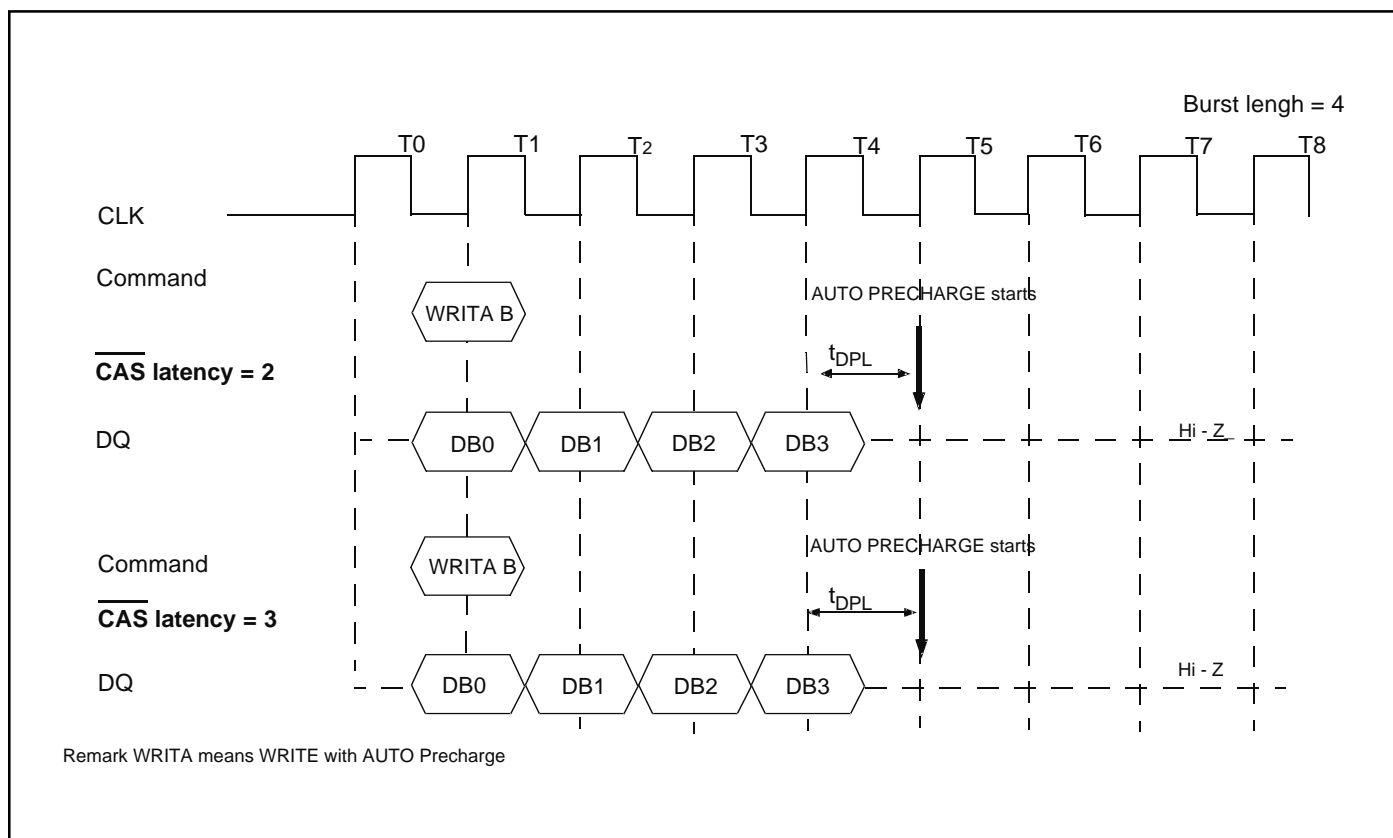 Burst lengh = 4
T0 T1 T2 T3 T4 T5 T6 T7 T8
CLK
Command
WRITA B
AUTO PRECHARGE starts
CAS latency = 2
tDPL
DQ
DB0 DB1 DB2 DB3
Hi - Z
Command
WRITA B
AUTO PRECHARGE starts
CAS latency = 3
tDPL
DQ
DB0 DB1 DB2 DB3
Hi - Z
Remark WRITA means WRITE with AUTO Precharge